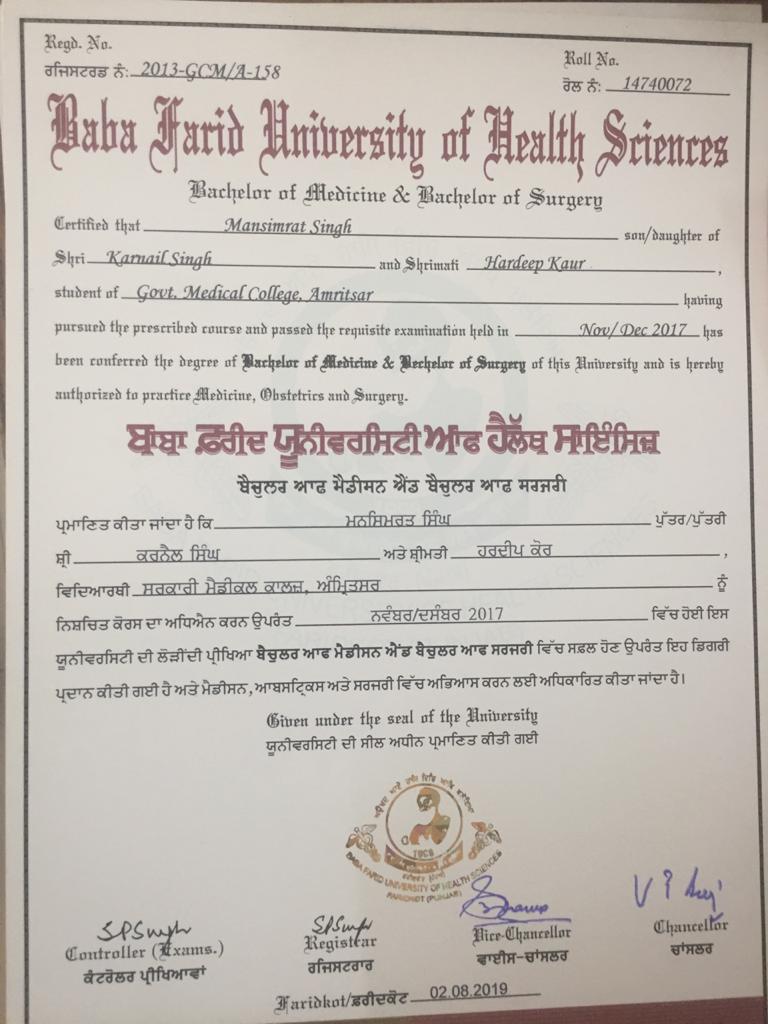 Regd. No.
ਰਜਿਸਟਰਡ ਨੰ: 2013-GCM/A-158
Roll No.
ਰੋਲ ਨੰ: 14740072
Baba Farid University of Health Sciences
Bachelor of Medicine & Bachelor of Surgery
Certified that Mansimrat Singh son/daughter of
Shri Karnail Singh and Shrimati Hardeep Kaur ,
student of Govt. Medical College, Amritsar having
pursued the prescribed course and passed the requisite examination held in Nov/ Dec 2017 has
been conferred the degree of Bachelor of Medicine & Bechelor of Surgery of this University and is hereby
authorized to practice Medicine, Obstetrics and Surgery.
ਬਾਬਾ ਫ਼ਰੀਦ ਯੂਨੀਵਰਸਿਟੀ ਆਫ ਹੈਲੱਥ ਸਾਇੰਸਿਜ਼
ਬੈਚੁਲਰ ਆਫ ਮੈਡੀਸਨ ਐਂਡ ਬੈਚੁਲਰ ਆਫ ਸਰਜਰੀ
ਪ੍ਰਮਾਣਿਤ ਕੀਤਾ ਜਾਂਦਾ ਹੈ ਕਿ ਮਨਸਿਮਰਤ ਸਿੰਘ ਪੁੱਤਰ/ਪੁੱਤਰੀ
ਸ਼੍ਰੀ ਕਰਨੈਲ ਸਿੰਘ ਅਤੇ ਸ਼੍ਰੀਮਤੀ ਹਰਦੀਪ ਕੋਰ ,
ਵਿਦਿਆਰਥੀ ਸਰਕਾਰੀ ਮੈਡੀਕਲ ਕਾਲਜ, ਅੰਮ੍ਰਿਤਸਰ ਨੂੰ
ਨਿਸ਼ਚਿਤ ਕੋਰਸ ਦਾ ਅਧਿਐਨ ਕਰਨ ਉਪਰੰਤ ਨਵੰਬਰ/ਦਸੰਬਰ 2017 ਵਿੱਚ ਹੋਈ ਇਸ
ਯੂਨੀਵਰਸਿਟੀ ਦੀ ਲੋੜੀਂਦੀ ਪ੍ਰੀਖਿਆ ਬੈਚੁਲਰ ਆਫ ਮੈਡੀਸਨ ਐਂਡ ਬੈਚੁਲਰ ਆਫ ਸਰਜਰੀ ਵਿੱਚ ਸਫ਼ਲ ਹੋਣ ਉਪਰੰਤ ਇਹ ਡਿਗਰੀ
ਪ੍ਰਦਾਨ ਕੀਤੀ ਗਈ ਹੈ ਅਤੇ ਮੈਡੀਸਨ, ਆਬਸਟ੍ਰਿਕਸ ਅਤੇ ਸਰਜਰੀ ਵਿੱਚ ਅਭਿਆਸ ਕਰਨ ਲਈ ਅਧਿਕਾਰਿਤ ਕੀਤਾ ਜਾਂਦਾ ਹੈ।
Given under the seal of the University
ਯੂਨੀਵਰਸਿਟੀ ਦੀ ਸੀਲ ਅਧੀਨ ਪ੍ਰਮਾਣਿਤ ਕੀਤੀ ਗਈ
BABA FARID UNIVERSITY OF HEALTH SCIENCES
FARIDKOT (PUNJAB)
SPSingh
Controller (Exams.)
ਕੰਟਰੋਲਰ ਪ੍ਰੀਖਿਆਵਾਂ
SPSingh
Registrar
ਰਜਿਸਟਰਾਰ
Vice-Chancellor
ਵਾਈਸ-ਚਾਂਸਲਰ
Chancellor
ਚਾਂਸਲਰ
Faridkot/ਫ਼ਰੀਦਕੋਟ 02.08.2019